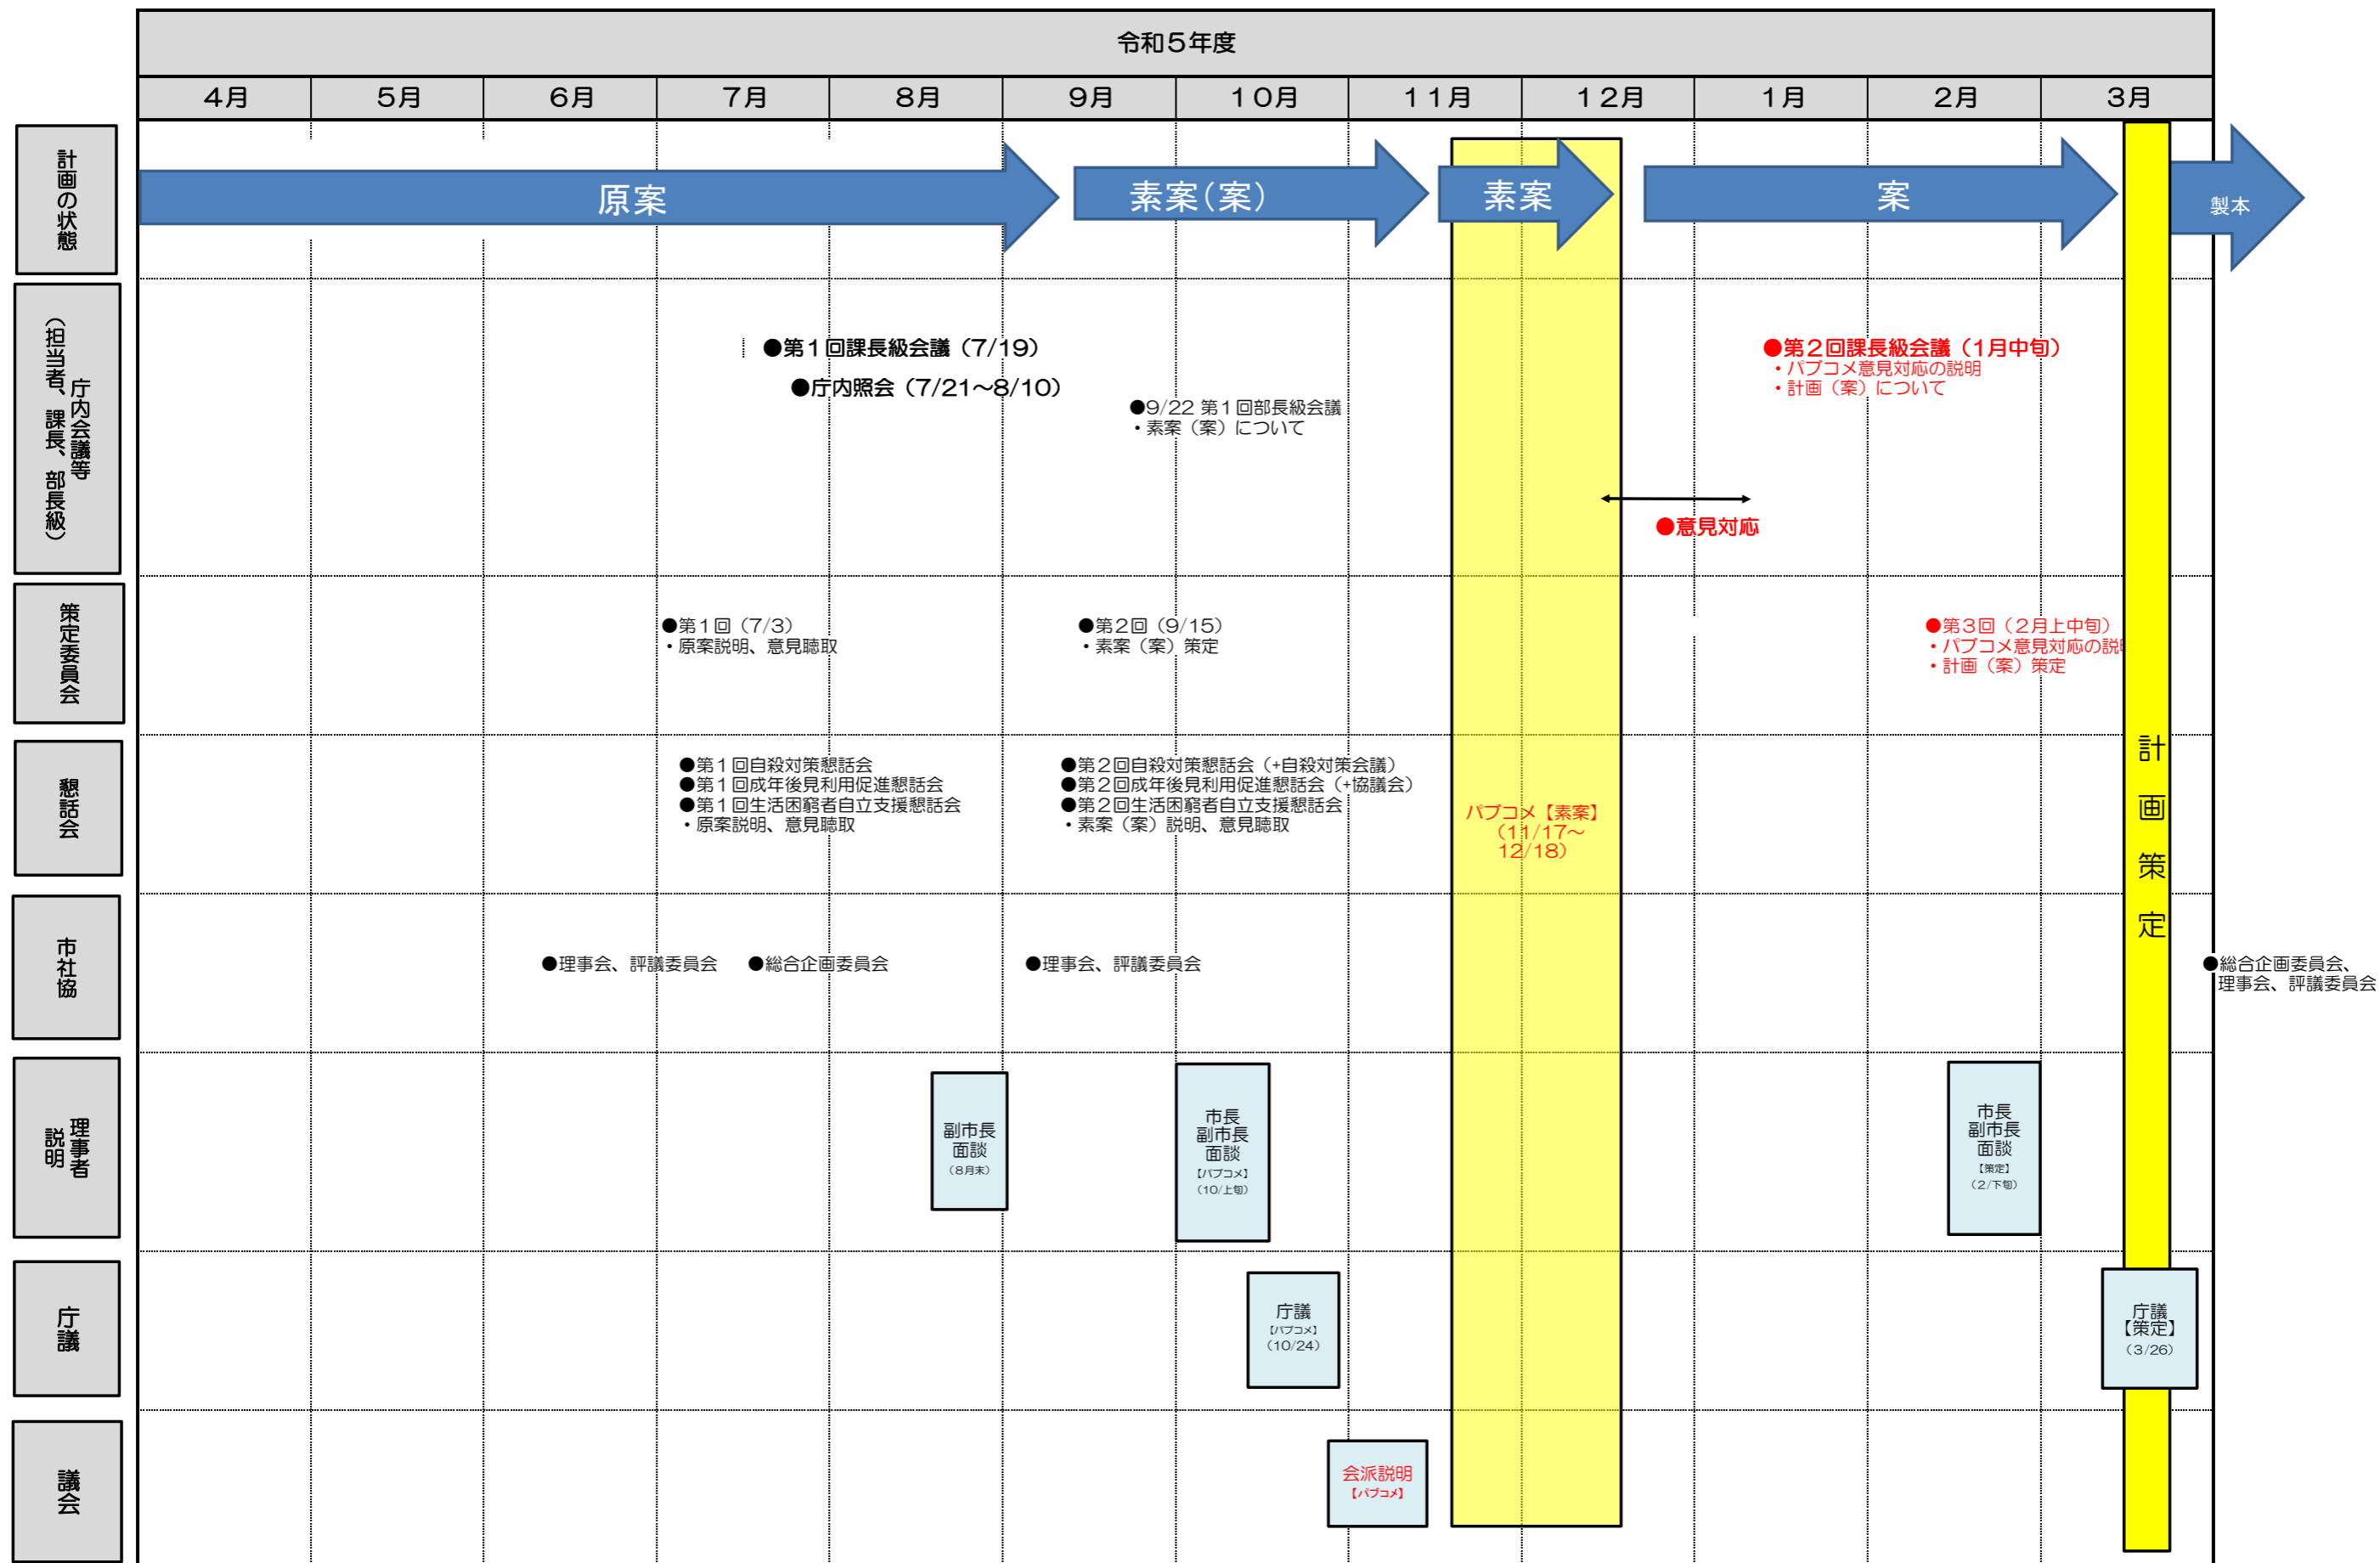 令和５年度
４月
５月
６月
７月
８月
９月
１０月
１１月
１２月
１月
２月
３月
計画の状態
原案
素案（案）
素案
案
製本
庁内会議等
（担当者、課長、部長級）
●第１回課長級会議（7/19）
●庁内照会（7/21～8/10）
●9/22 第１回部長級会議
・素案（案）について
●第２回課長級会議（１月中旬）
・パブコメ意見対応の説明
・計画（案）について
●意見対応
策定委員会
●第１回（7/3）
・原案説明、意見聴取
●第２回（9/15）
・素案（案）策定
●第３回（２月上中旬）
・パブコメ意見対応の説
・計画（案）策定
懇話会
●第１回自殺対策懇話会
●第１回成年後見利用促進懇話会
●第１回生活困窮者自立支援懇話会
・原案説明、意見聴取
●第２回自殺対策懇話会（+自殺対策会議）
●第２回成年後見利用促進懇話会（+協議会）
●第２回生活困窮者自立支援懇話会
・素案（案）説明、意見聴取
パブコメ【素案】
（11/17～
12/18）
計画策定
市社協
●理事会、評議委員会
●総合企画委員会
●理事会、評議委員会
●総合企画委員会、
理事会、評議委員会
理事者
説明
副市長
面談
（８月末）
市長
副市長
面談
【パブコメ】
（10/上旬）
市長
副市長
面談
【策定】
（２/下旬）
庁議
庁議
【パブコメ】
（10/24）
庁議
【策定】
（3/26）
議会
会派説明
【パブコメ】